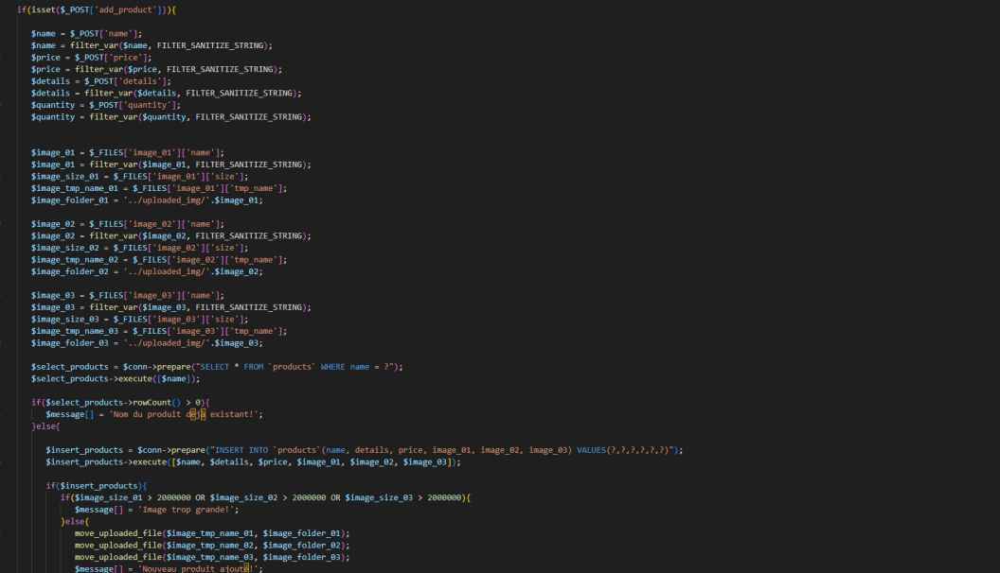 if(isset($_POST['add_product'])){
$name = $_POST['name'];
$name = filter_var($name, FILTER_SANITIZE_STRING);
$price = $_POST['price'];
$price = filter_var($price, FILTER_SANITIZE_STRING);
$details = $_POST['details'];
$details = filter_var($details, FILTER_SANITIZE_STRING);
$quantity = $_POST['quantity'];
$quantity = filter_var($quantity, FILTER_SANITIZE_STRING);
$image_01 = $_FILES['image_01']['name'];
$image_01 = filter_var($image_01, FILTER_SANITIZE_STRING);
$image_size_01 = $_FILES['image_01']['size'];
$image_tmp_name_01 = $_FILES['image_01']['tmp_name'];
$image_folder_01 = '../uploaded_img/'.$image_01;
$image_02 = $_FILES['image_02']['name'];
$image_02 = filter_var($image_02, FILTER_SANITIZE_STRING);
$image_size_02 = $_FILES['image_02']['size'];
$image_tmp_name_02 = $_FILES['image_02']['tmp_name'];
$image_folder_02 = '../uploaded_img/'.$image_02;
$image_03 = $_FILES['image_03']['name'];
$image_03 = filter_var($image_03, FILTER_SANITIZE_STRING);
$image_size_03 = $_FILES['image_03']['size'];
$image_tmp_name_03 = $_FILES['image_03']['tmp_name'];
$image_folder_03 = '../uploaded_img/'.$image_03;
$select_products = $conn->prepare("SELECT * FROM `products` WHERE name = ?");
$select_products->execute([$name]);
if($select_products->rowCount() > 0){
$message[] = 'Nom du produit déjà existant!';
}else{
$insert_products = $conn->prepare("INSERT INTO `products`(name, details, price, image_01, image_02, image_03) VALUES(?,?,?,?,?,?)");
$insert_products->execute([$name, $details, $price, $image_01, $image_02, $image_03]);
if($insert_products){
if($image_size_01 > 2000000 OR $image_size_02 > 2000000 OR $image_size_03 > 2000000){
$message[] = 'Image trop grande!';
}else{
move_uploaded_file($image_tmp_name_01, $image_folder_01);
move_uploaded_file($image_tmp_name_02, $image_folder_02);
move_uploaded_file($image_tmp_name_03, $image_folder_03);
$message[] = 'Nouveau produit ajouté!';